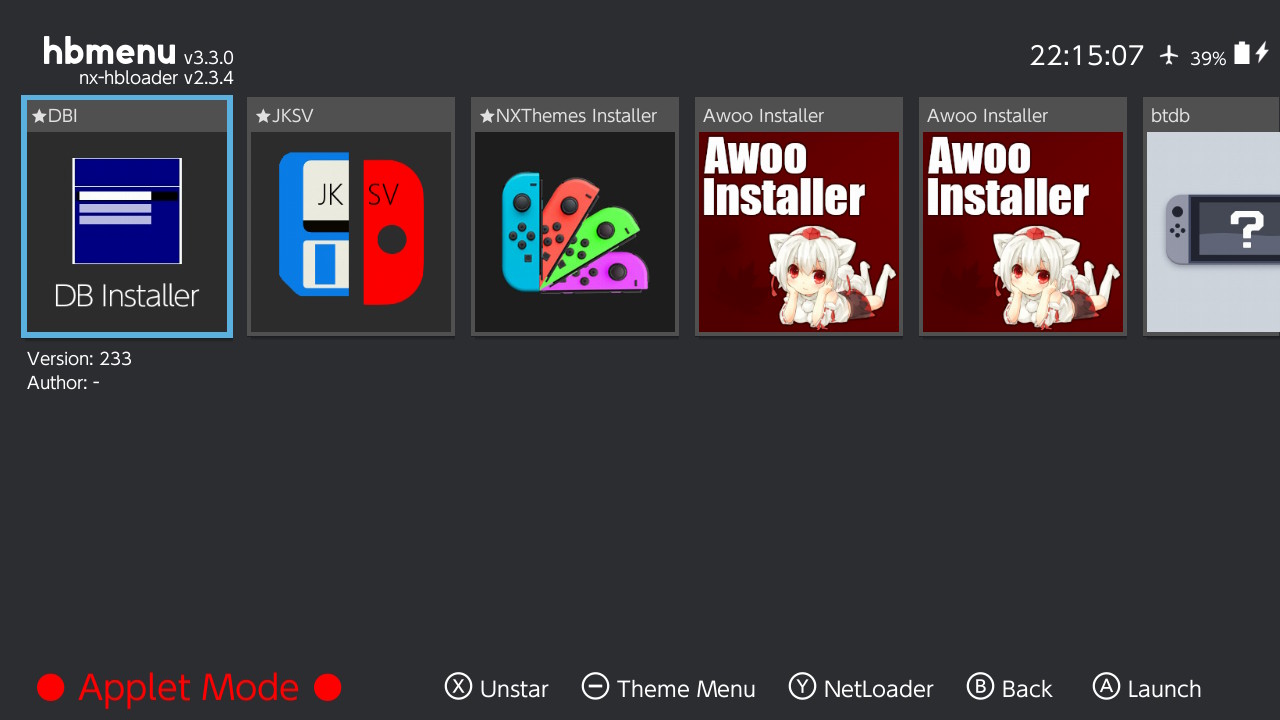 hbmenu v3.3.0
nx-hbloader v2.3.4
22:15:07 39%
★DBI
★JKSV
★NXThemes Installer
Awoo Installer
Awoo Installer
btdb
DB Installer
JK SV
Awoo
Installer
Awoo
Installer
?
Version: 233
Author: -
Applet Mode
X Unstar
Theme Menu
Y NetLoader
B Back
A Launch